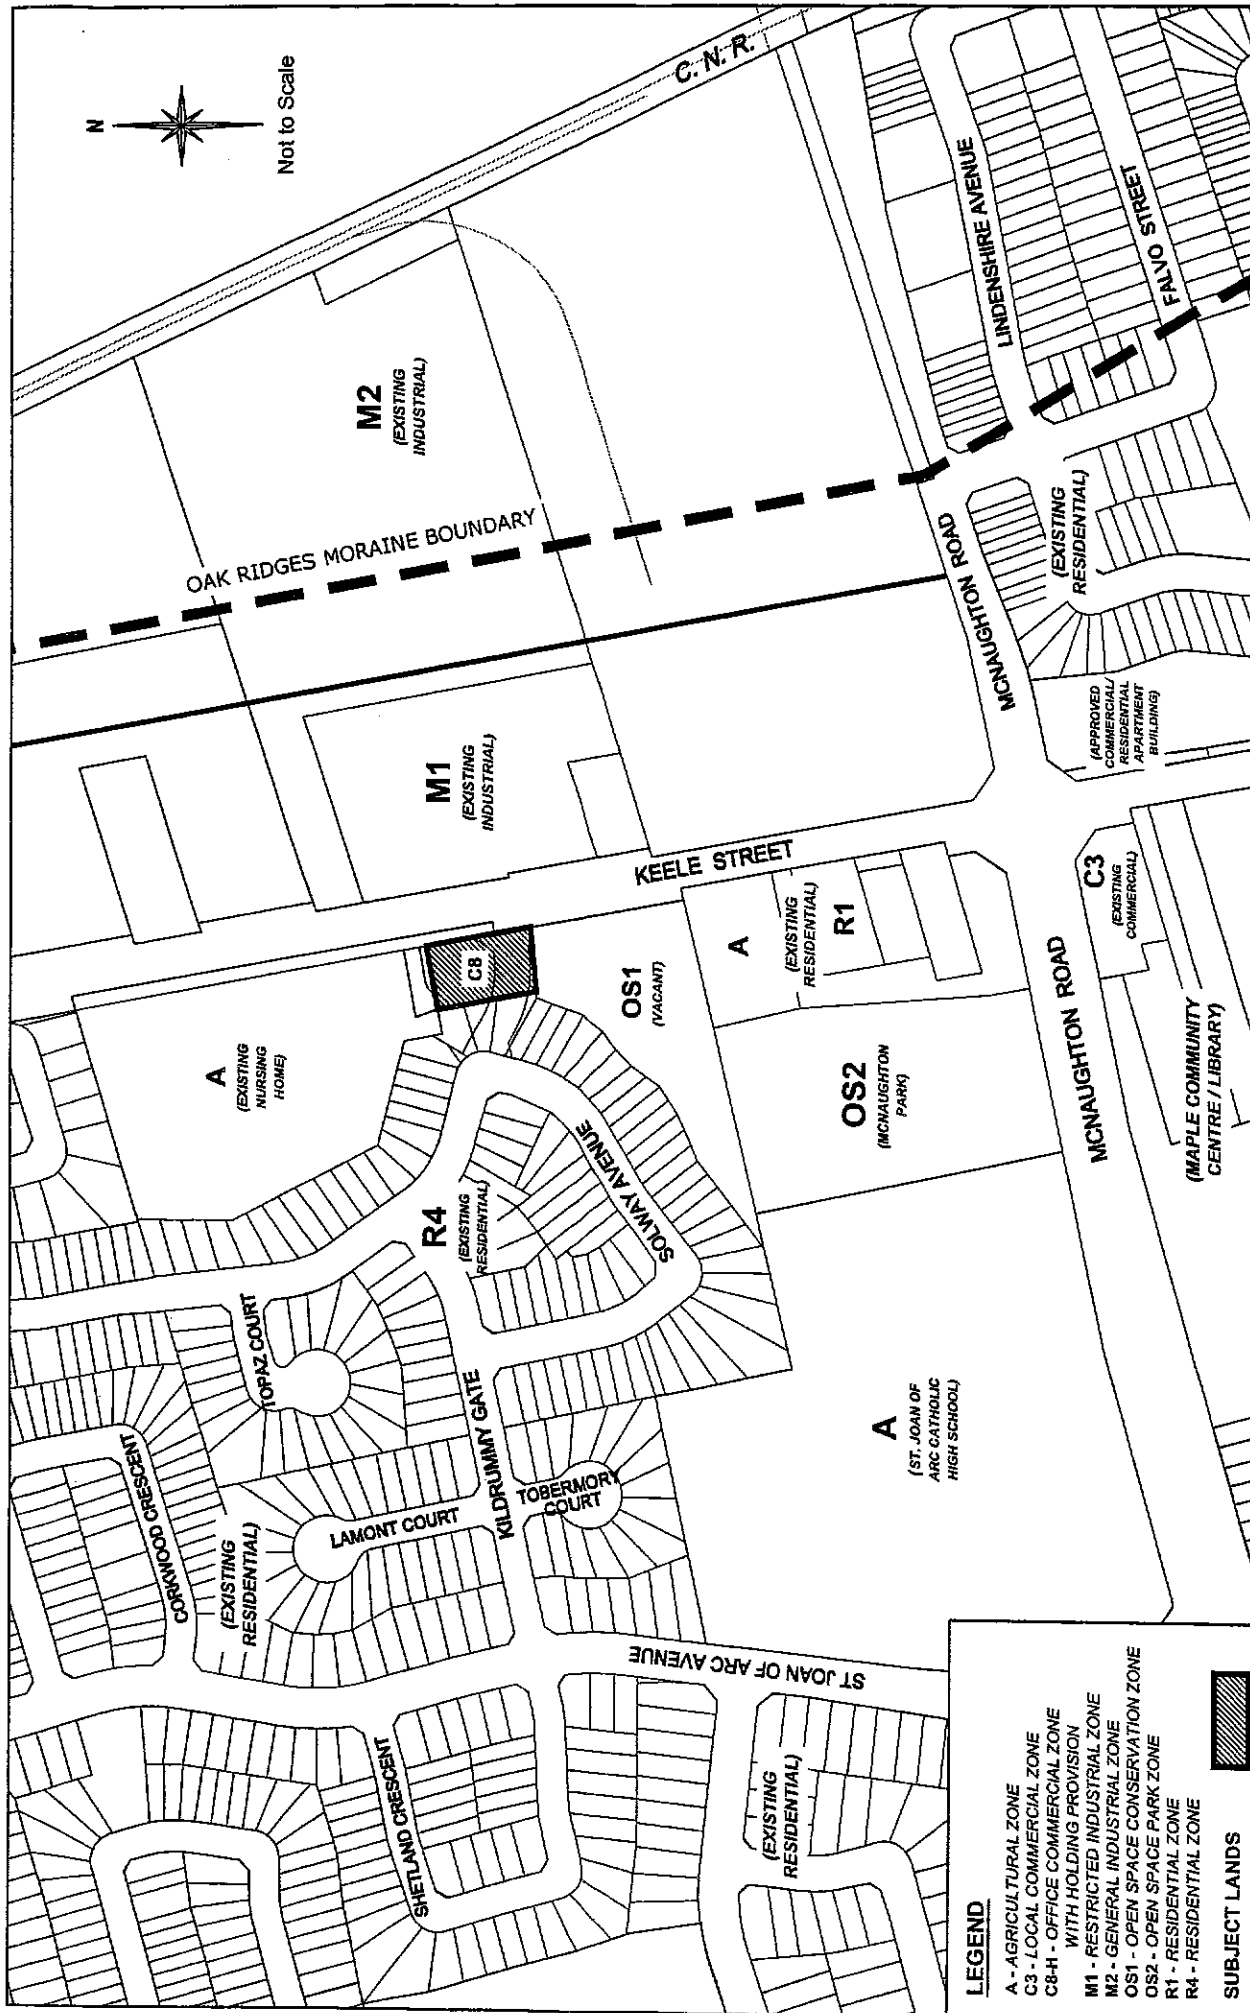 N
Not to Scale
C. N. R.
M2
(EXISTING
INDUSTRIAL)
OAK RIDGES MORAINE BOUNDARY
LINDENSHIRE AVENUE
FALVO STREET
MCNAUGHTON ROAD
(EXISTING
RESIDENTIAL)
(APPROVED
COMMERCIAL/
RESIDENTIAL
APARTMENT
BUILDING)
M1
(EXISTING
INDUSTRIAL)
KEELE STREET
C8
A
(EXISTING
NURSING
HOME)
OS1
(VACANT)
A
(EXISTING
RESIDENTIAL)
R1
C3
(EXISTING
COMMERCIAL)
OS2
(MCNAUGHTON
PARK)
MCNAUGHTON ROAD
(MAPLE COMMUNITY
CENTRE / LIBRARY)
R4
(EXISTING
RESIDENTIAL)
SOLWAY AVENUE
TOPAZ COURT
CORKWOOD CRESCENT
KILDRUMMY GATE
LAMONT COURT
TOBERMORY
COURT
(EXISTING
RESIDENTIAL)
A
(ST. JOAN OF
ARC CATHOLIC
HIGH SCHOOL)
ST JOAN OF ARC AVENUE
SHETLAND CRESCENT
(EXISTING
RESIDENTIAL)
LEGEND
A - AGRICULTURAL ZONE
C3 - LOCAL COMMERCIAL ZONE
C8-H - OFFICE COMMERCIAL ZONE
WITH HOLDING PROVISION
M1 - RESTRICTED INDUSTRIAL ZONE
M2 - GENERAL INDUSTRIAL ZONE
OS1 - OPEN SPACE CONSERVATION ZONE
OS2 - OPEN SPACE PARK ZONE
R1 - RESIDENTIAL ZONE
R4 - RESIDENTIAL ZONE
SUBJECT LANDS